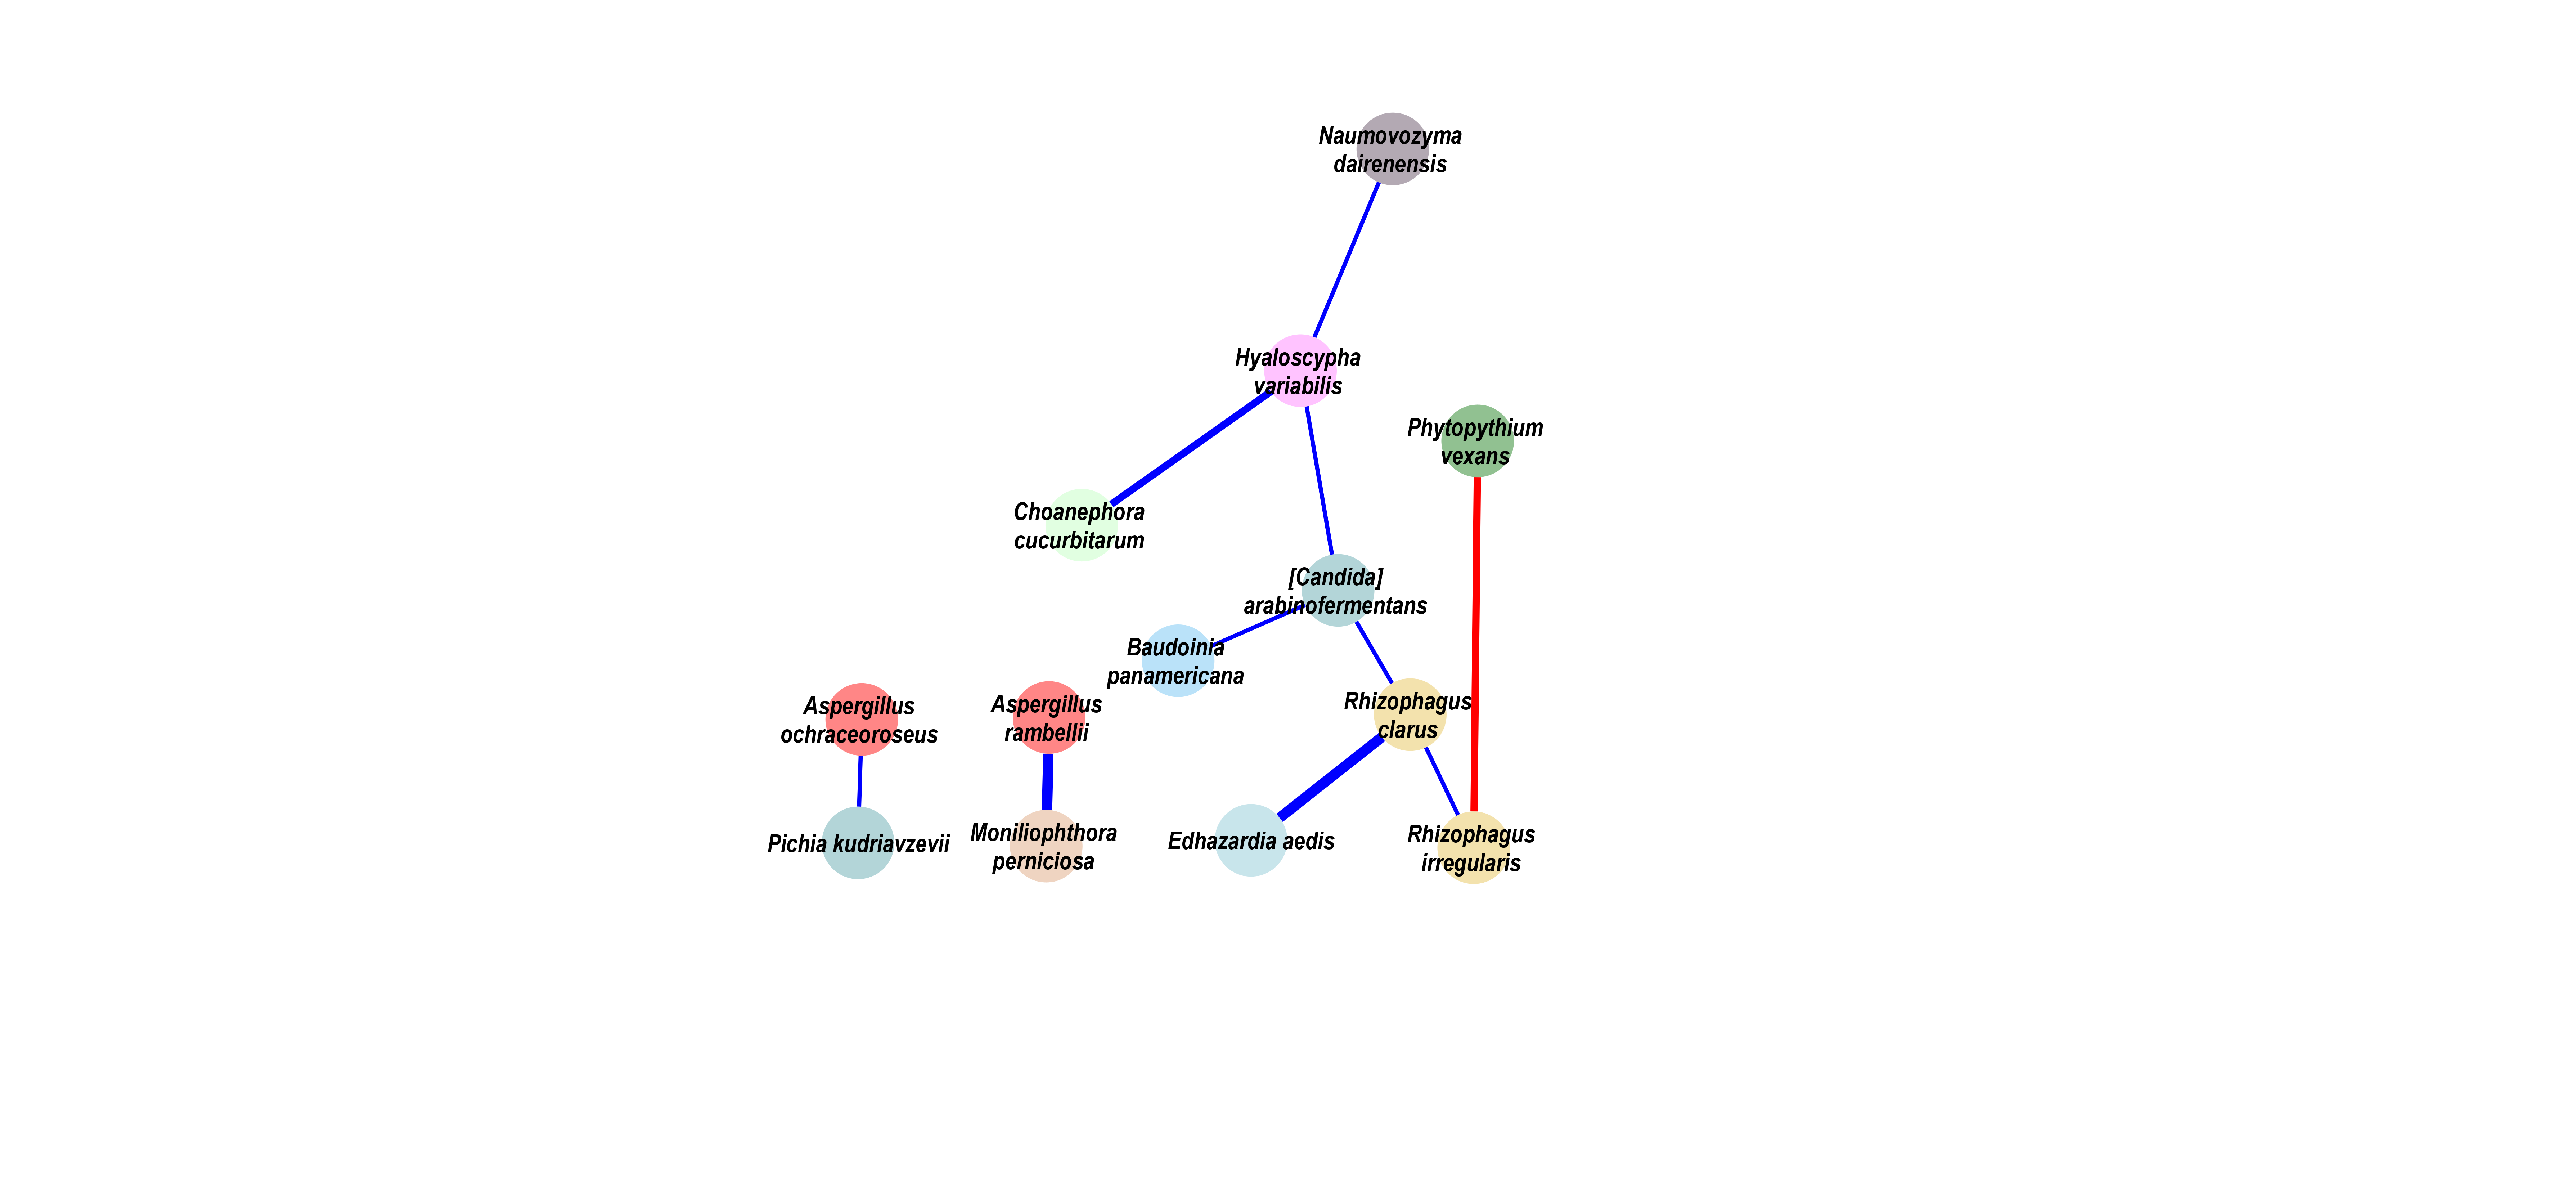 Naumovozyma
dairenensis
Hyaloscypha
variabilis
Phytopythium
vexans
Choanephora
cucurbitarum
[Candida]
arabinofermentans
Baudoinia
panamericana
Rhizophagus
clarus
Aspergillus
ochraceoroseus
Aspergillus
rambellii
Pichia kudriavzevii
Moniliophthora
perniciosa
Edhazardia aedis
Rhizophagus
irregularis